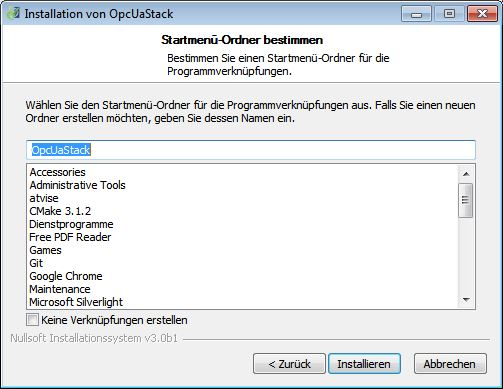 Installation von OpcUaStack
Startmenü-Ordner bestimmen
Bestimmen Sie einen Startmenü-Ordner für die
Programmverknüpfungen.
Wählen Sie den Startmenü-Ordner für die Programmverknüpfungen aus. Falls Sie einen neuen
Ordner erstellen möchten, geben Sie dessen Namen ein.
OpcUaStack
Accessories
Administrative Tools
atvise
CMake 3.1.2
Dienstprogramme
Free PDF Reader
Games
Git
Google Chrome
Maintenance
Microsoft Silverlight
Keine Verknüpfungen erstellen
Nullsoft Installationssystem v3.0b1
< Zurück
Installieren
Abbrechen